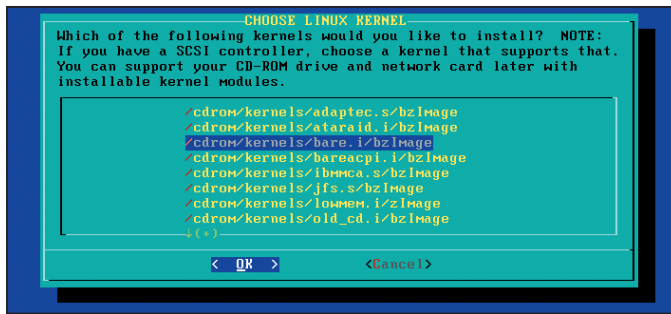 CHOOSE LINUX KERNEL
Which of the following kernels would you like to install?  NOTE:
If you have a SCSI controller, choose a kernel that supports that.
You can support your CD-ROM drive and network card later with
installable kernel modules.
/cdrom/kernels/adaptec.s/bzImage
/cdrom/kernels/ataraid.i/bzImage
/cdrom/kernels/bare.i/bzImage
/cdrom/kernels/bareacpi.i/bzImage
/cdrom/kernels/ibmmca.s/bzImage
/cdrom/kernels/jfs.s/bzImage
/cdrom/kernels/lowmem.i/zImage
/cdrom/kernels/old_cd.i/bzImage
↓(+)
<  OK  > <Cancel>